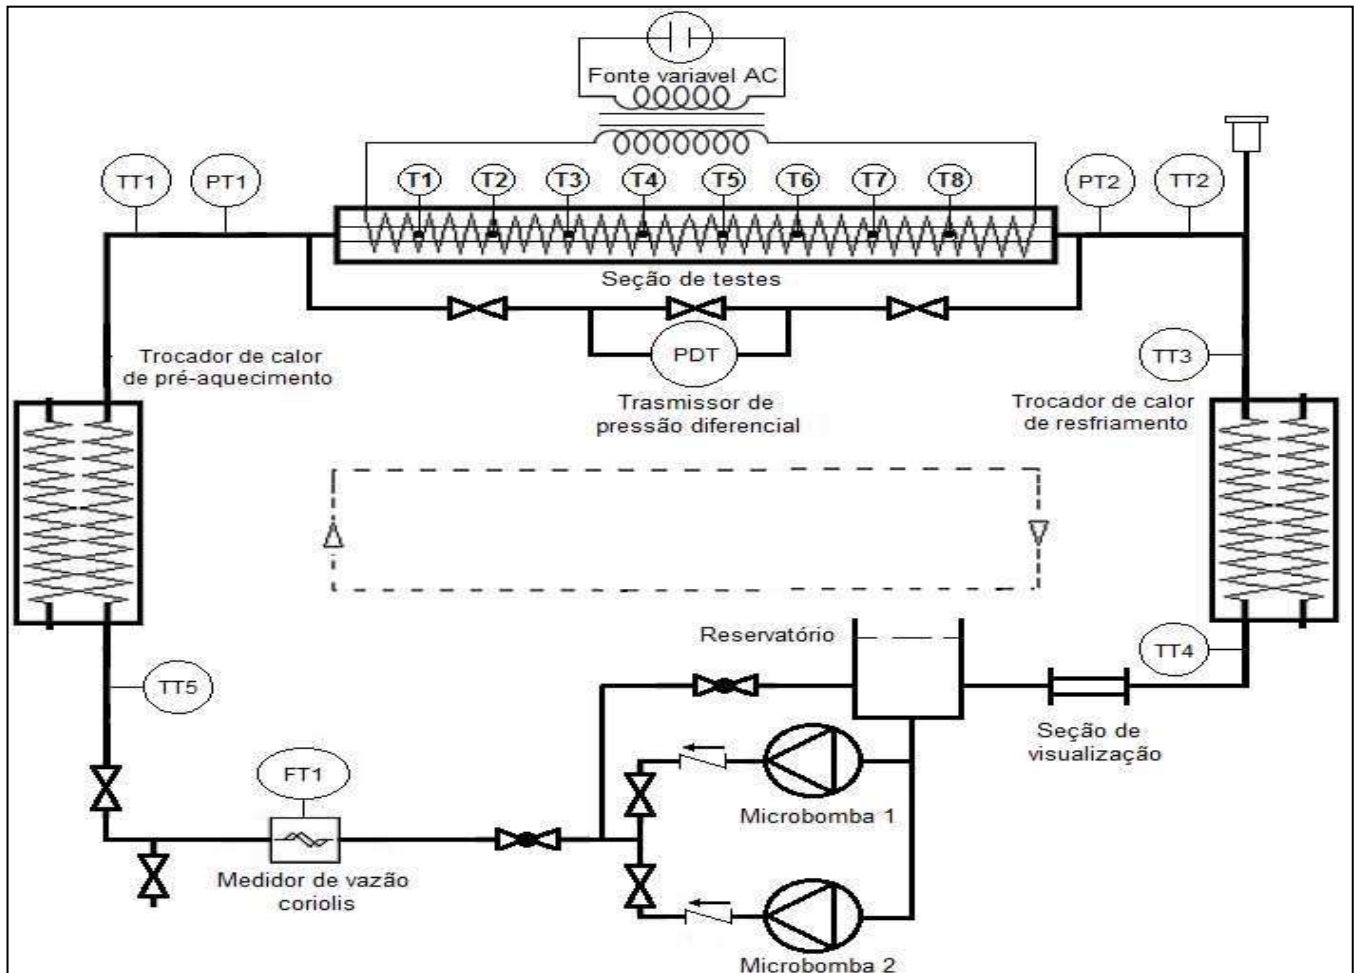 Fonte variavel AC
TT1
PT1
T1
T2
T3
T4
T5
T6
T7
T8
PT2
TT2
Seção de testes
PDT
Trasmissor de
pressão diferencial
Trocador de calor
de pré-aquecimento
TT3
Trocador de calor
de resfriamento
Reservatório
TT4
TT5
Seção de
visualização
FT1
Microbomba 1
Medidor de vazão
coriolis
Microbomba 2